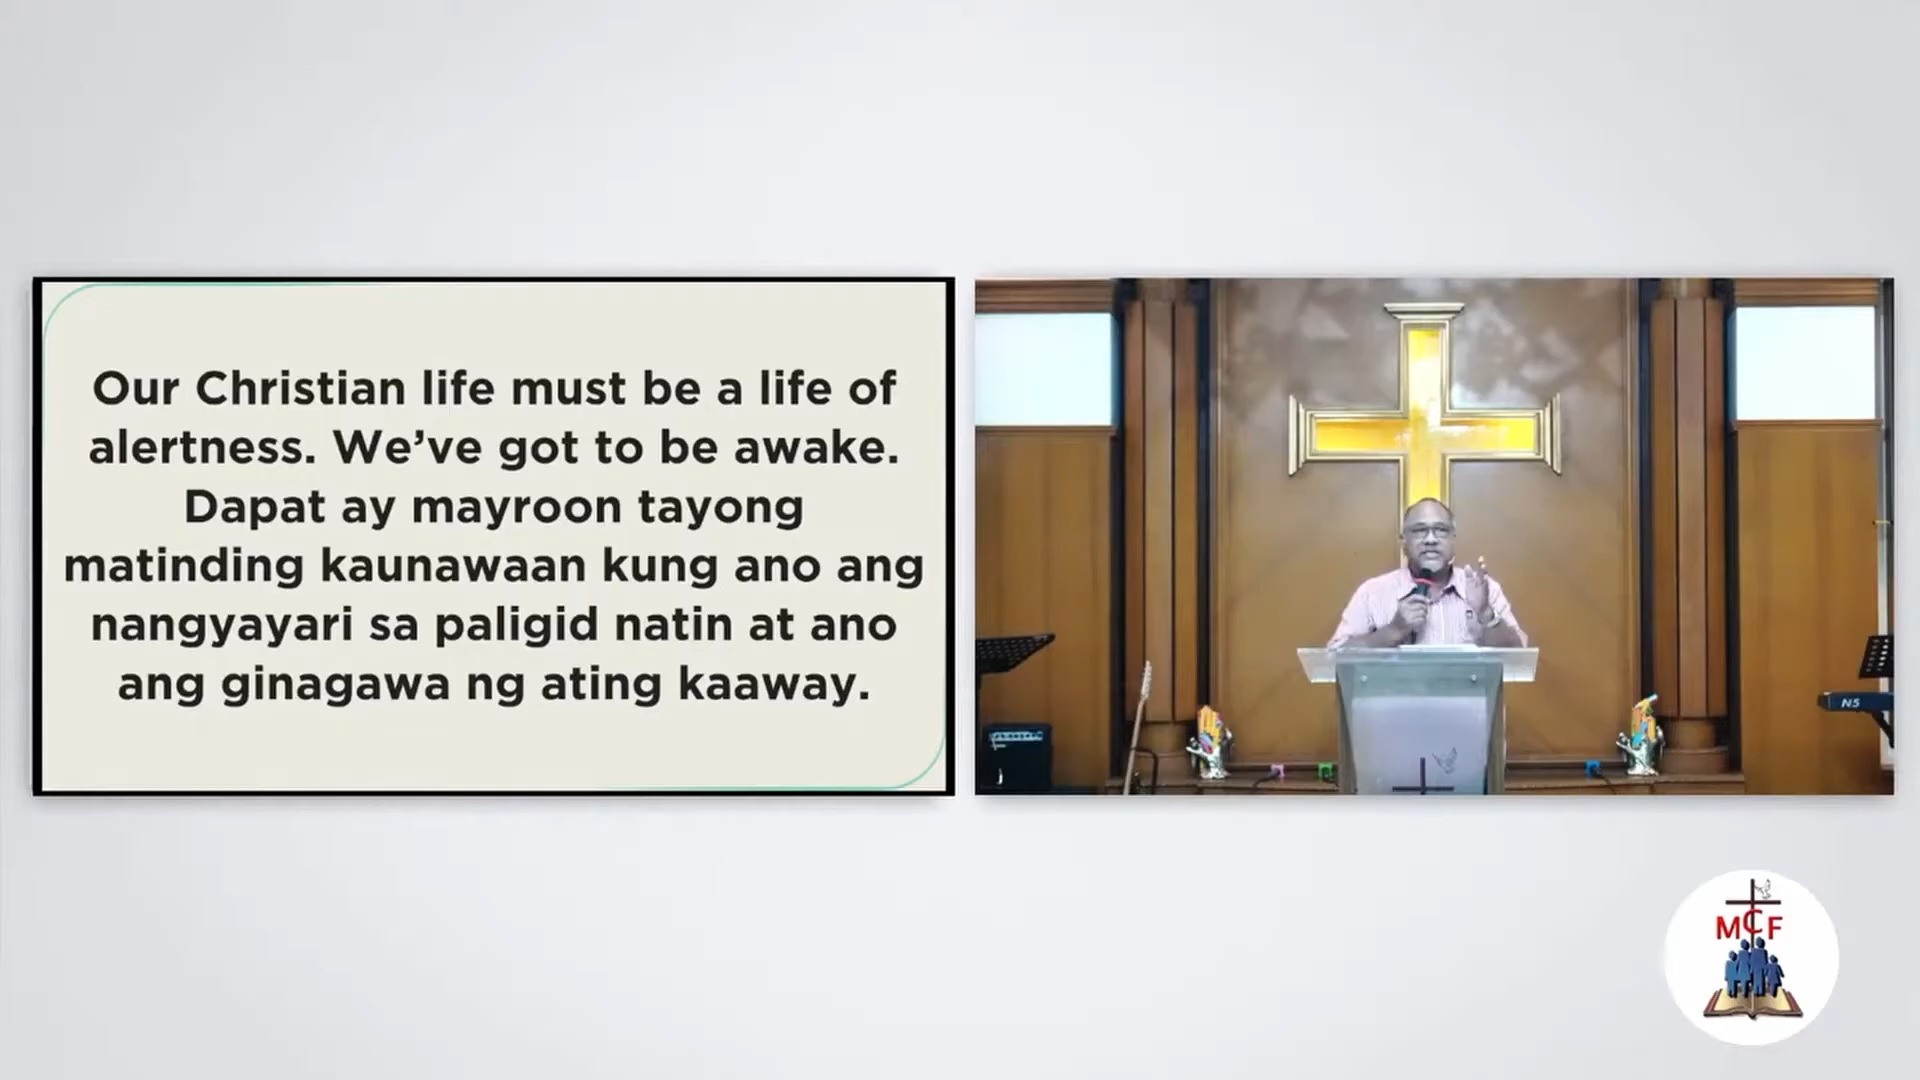 Our Christian life must be a life of
alertness. We’ve got to be awake.
Dapat ay mayroon tayong
matinding kaunawaan kung ano ang
nangyayari sa paligid natin at ano
ang ginagawa ng ating kaaway.
N5
MCF